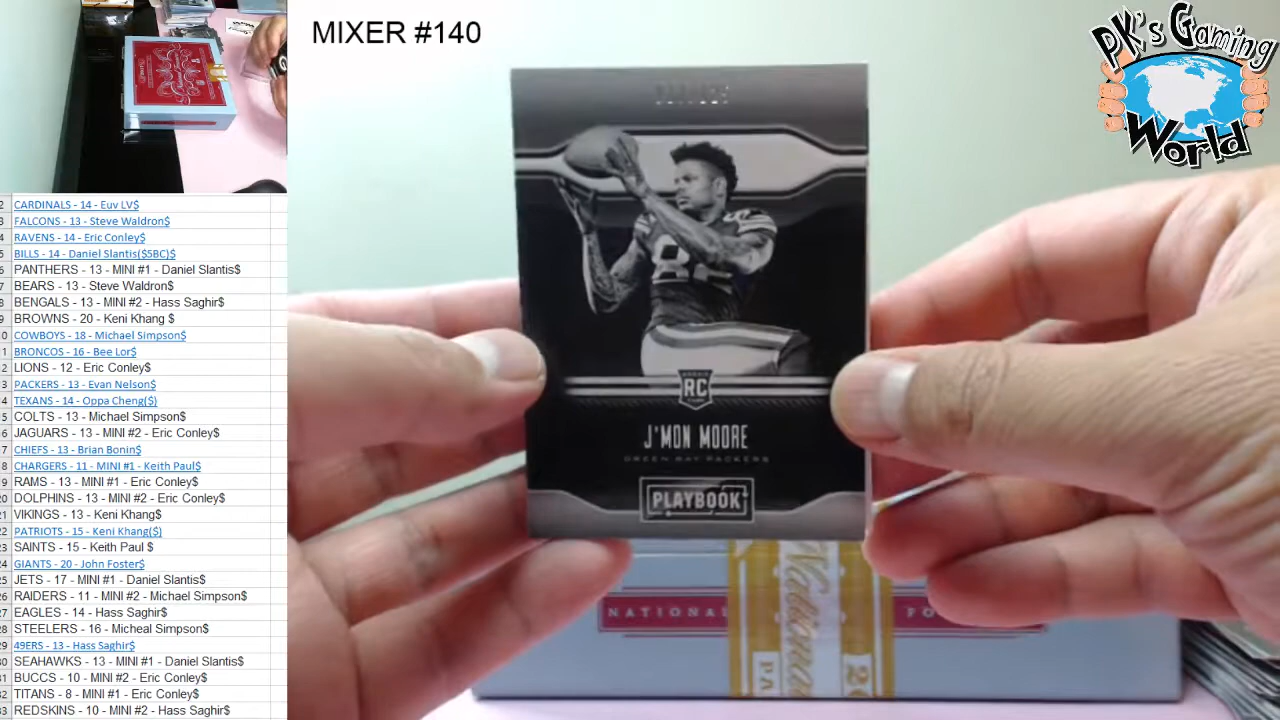 MIXER #140
PK's Gaming
World
CARDINALS - 14 - Euv LV$
FALCONS - 13 - Steve Waldron$
RAVENS - 14 - Eric Conley$
BILLS - 14 - Daniel Slantis($5BC)$
PANTHERS - 13 - MINI #1 - Daniel Slantis$
BEARS - 13 - Steve Waldron$
BENGALS - 13 - MINI #2 - Hass Saghir$
BROWNS - 20 - Keni Khang $
COWBOYS - 18 - Michael Simpson$
BRONCOS - 16 - Bee Lor$
LIONS - 12 - Eric Conley$
PACKERS - 13 - Evan Nelson$
TEXANS - 14 - Oppa Cheng($)
COLTS - 13 - Michael Simpson$
JAGUARS - 13 - MINI #2 - Eric Conley$
CHIEFS - 13 - Brian Bonin$
CHARGERS - 11 - MINI #1 - Keith Paul$
RAMS - 13 - MINI #1 - Eric Conley$
DOLPHINS - 13 - MINI #2 - Eric Conley$
VIKINGS - 13 - Keni Khang$
PATRIOTS - 15 - Keni Khang($)
SAINTS - 15 - Keith Paul $
GIANTS - 20 - John Foster$
JETS - 17 - MINI #1 - Daniel Slantis$
RAIDERS - 11 - MINI #2 - Michael Simpson$
EAGLES - 14 - Hass Saghir$
STEELERS - 16 - Micheal Simpson$
49ERS - 13 - Hass Saghir$
SEAHAWKS - 13 - MINI #1 - Daniel Slantis$
BUCCS - 10 - MINI #2 - Eric Conley$
TITANS - 8 - MINI #1 - Eric Conley$
REDSKINS - 10 - MINI #2 - Hass Saghir$
RC
J'MON MOORE
GREEN BAY PACKERS
PLAYBOOK
NATIONAL